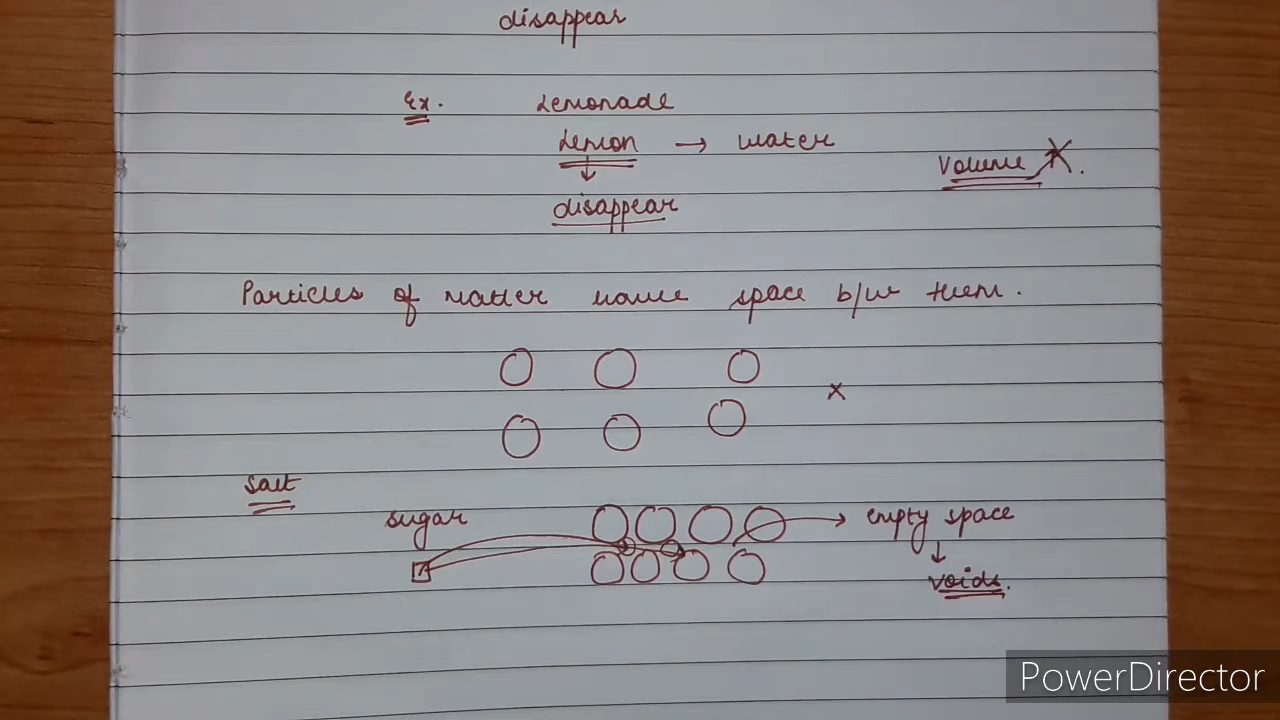 disappear
Ex. Lemonade
Lemon → water
Volume X.
disappear
Particles of matter have space b/w them.
x
Salt
sugar
→ empty space
voids.
PowerDirector